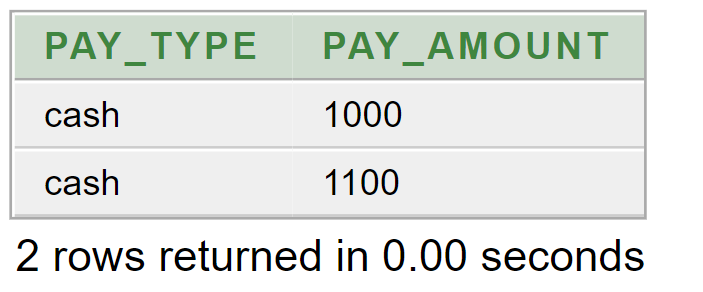 PAY_TYPE PAY_AMOUNT
cash 1000
cash 1100
2 rows returned in 0.00 seconds